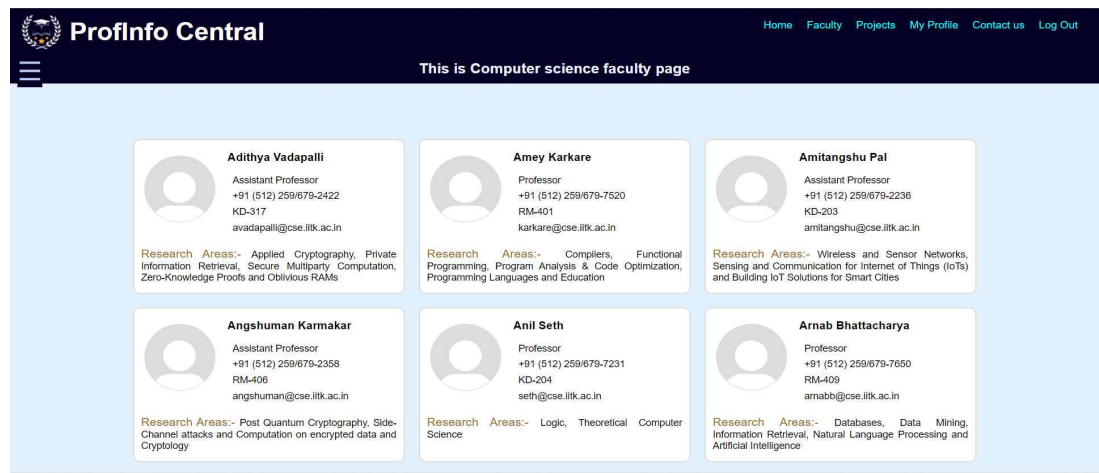 ProfInfo Central
Home Faculty Projects My Profile Contact us Log Out
This is Computer science faculty page
Adithya Vadapalli
Assistant Professor
+91 (512) 259/679-2422
KD-317
avadapalli@cse.iitk.ac.in
Research Areas:- Applied Cryptography, Private
Information Retrieval, Secure Multiparty Computation,
Zero-Knowledge Proofs and Oblivious RAMs
Amey Karkare
Professor
+91 (512) 259/679-7520
RM-401
karkare@cse.iitk.ac.in
Research Areas:- Compilers, Functional
Programming, Program Analysis & Code Optimization,
Programming Languages and Education
Amitangshu Pal
Assistant Professor
+91 (512) 259/679-2236
KD-203
amitangshu@cse.iitk.ac.in
Research Areas:- Wireless and Sensor Networks,
Sensing and Communication for Internet of Things (IoTs)
and Building IoT Solutions for Smart Cities
Angshuman Karmakar
Assistant Professor
+91 (512) 259/679-2358
RM-406
angshuman@cse.iitk.ac.in
Research Areas:- Post Quantum Cryptography, Side-
Channel attacks and Computation on encrypted data and
Cryptology
Anil Seth
Professor
+91 (512) 259/679-7231
KD-204
seth@cse.iitk.ac.in
Research Areas:- Logic, Theoretical Computer
Science
Arnab Bhattacharya
Professor
+91 (512) 259/679-7650
RM-409
arnabb@cse.iitk.ac.in
Research Areas:- Databases, Data Mining,
Information Retrieval, Natural Language Processing and
Artificial Intelligence